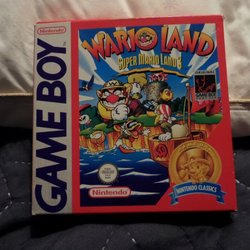 Nintendo
GAME BOY
WARIO LAND
SUPER MARIO LAND 3
Nintendo
NINTENDO CLASSICS